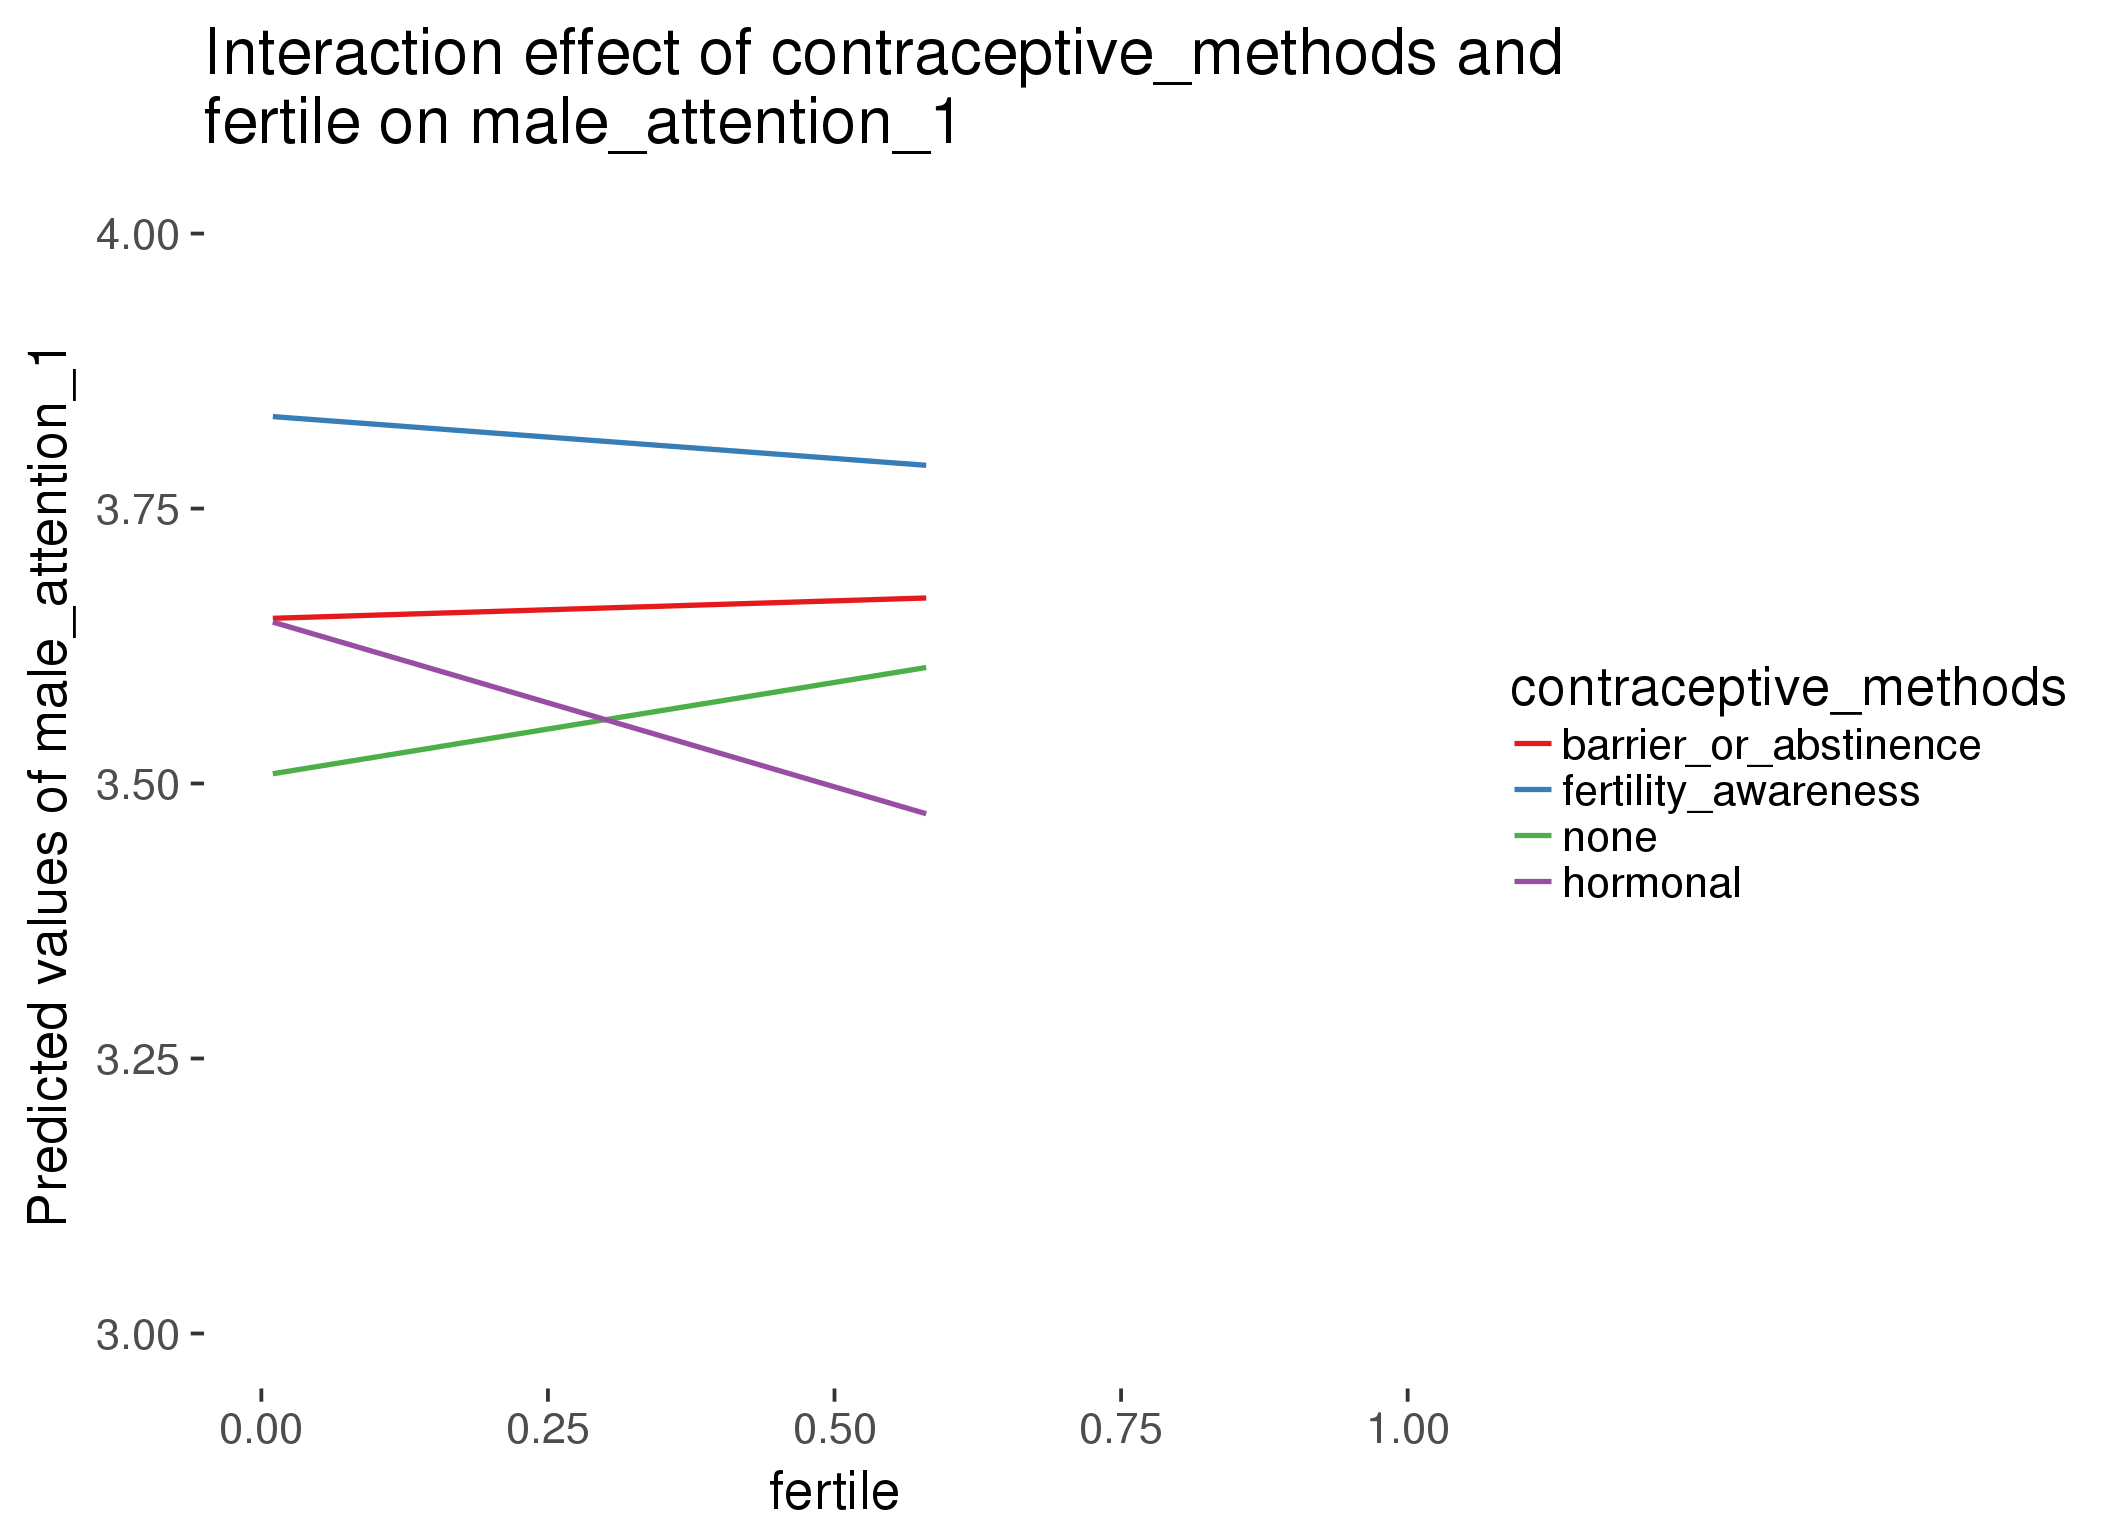 Interaction effect of contraceptive_methods and
fertile on male_attention_1
Predicted values of male_attention_1
4.00
3.75
3.50
3.25
3.00
0.00 0.25 0.50 0.75 1.00
fertile
contraceptive_methods
barrier_or_abstinence
fertility_awareness
none
hormonal